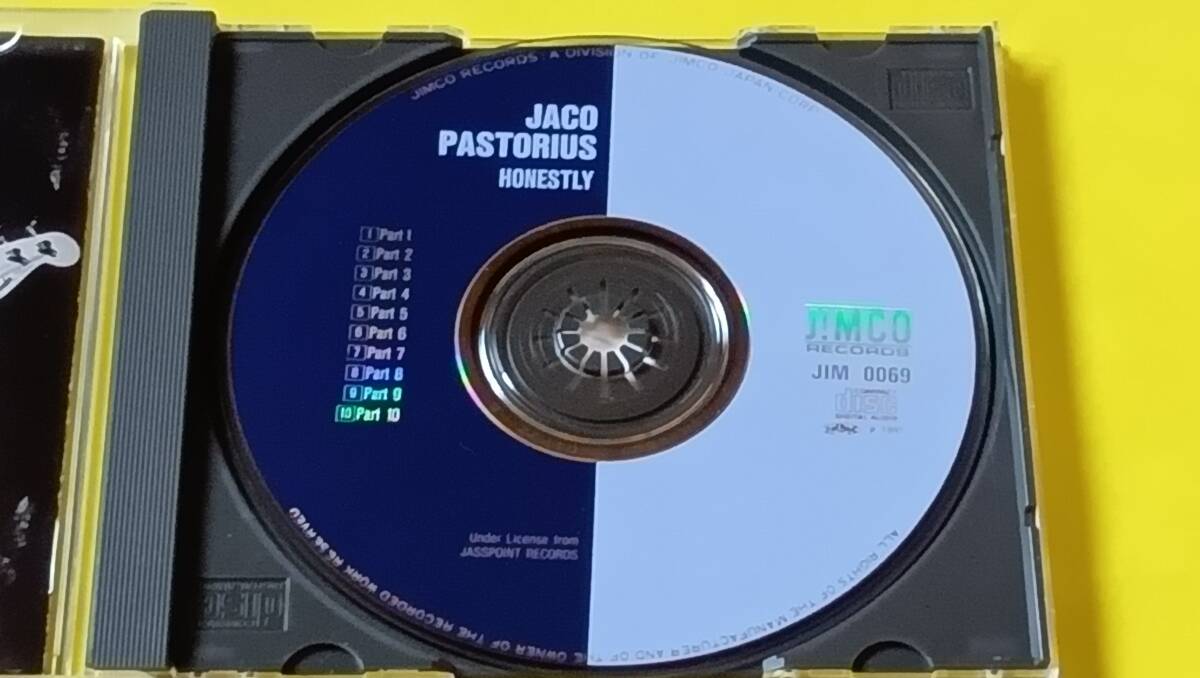 JIMCO RECORDS : A DIVISION OF JIMCO JAPAN CORP
JACO
PASTORIUS
HONESTLY
1 Part 1
2 Part 2
3 Part 3
4 Part 4
5 Part 5
6 Part 6
7 Part 7
8 Part 8
9 Part 9
10 Part 10
J!MCO
RECORDS
JIM 0069
disc
DIGITAL AUDIO
Under License from
JASSPOINT RECORDS
ALL RIGHTS OF THE MANUFACTURER AND OF THE OWNER OF THE RECORDED WORK RESERVED
disc